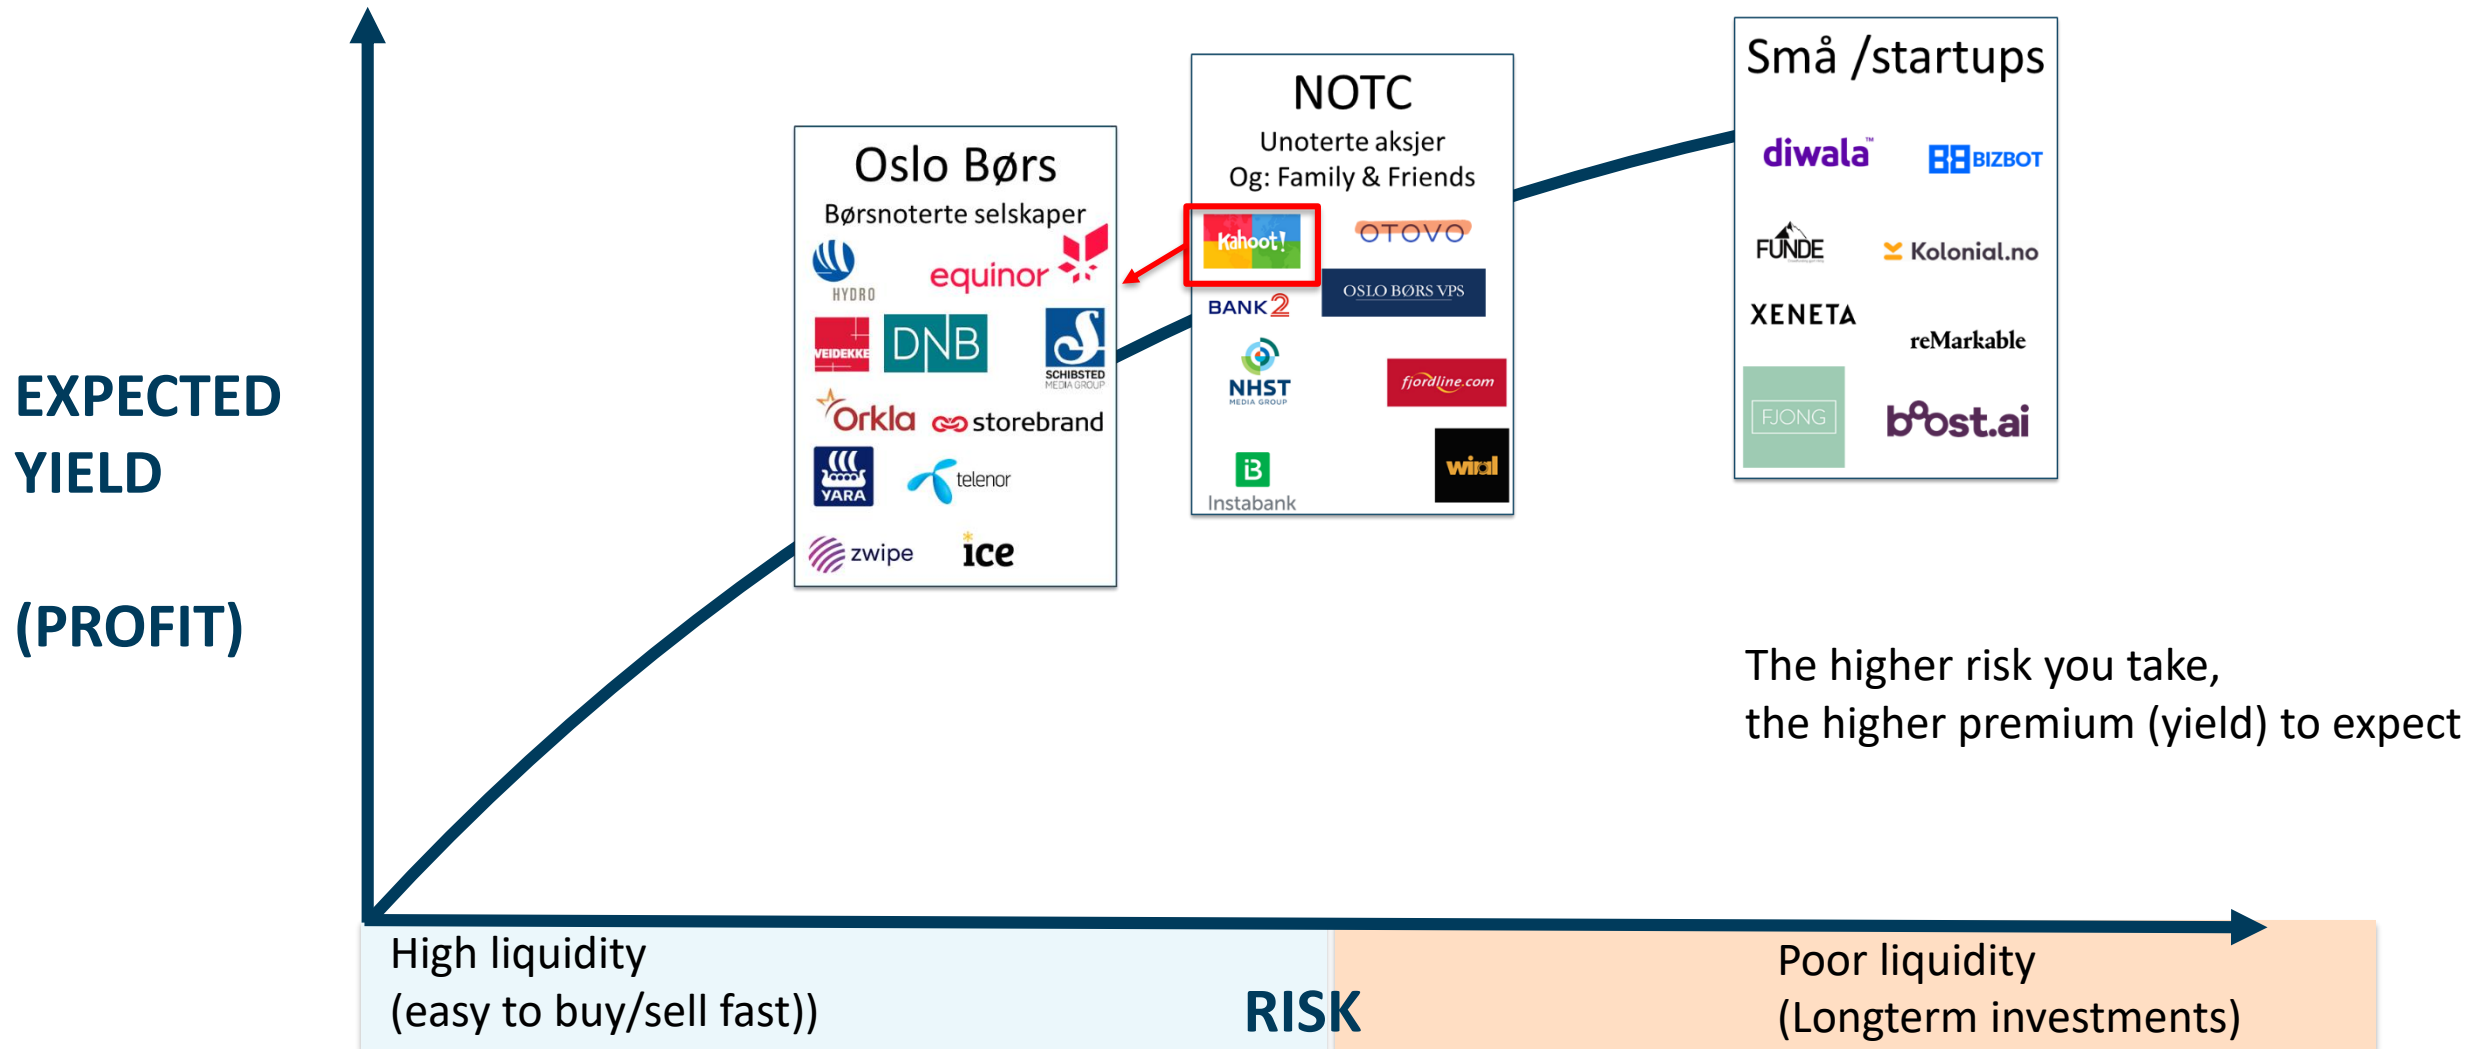 EXPECTED
YIELD
(PROFIT)
Oslo Børs
Børsnoterte selskaper
HYDRO
equinor
VEIDEKKE
DNB
SCHIBSTED
MEDIA GROUP
Orkla
storebrand
YARA
telenor
zwipe
ice
NOTC
Unoterte aksjer
Og: Family & Friends
Kahoot!
OTOVO
BANK2
OSLO BØRS VPS
NHST
MEDIA GROUP
fjordline.com
iB
Instabank
wiral
Små /startups
diwala™
BIZBOT
FUNDE
Kolonial.no
XENETA
reMarkable
FJONG
boost.ai
The higher risk you take,
the higher premium (yield) to expect
High liquidity
(easy to buy/sell fast))
RISK
Poor liquidity
(Longterm investments)